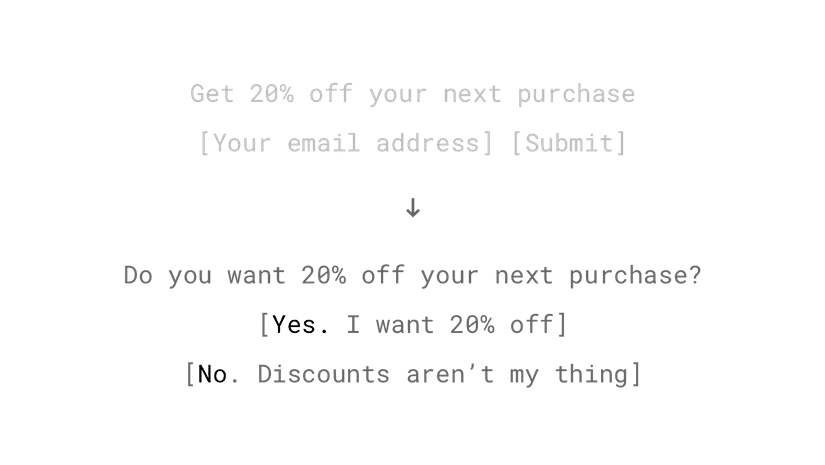 Get 20% off your next purchase
[Your email address] [Submit]
↓
Do you want 20% off your next purchase?
[Yes. I want 20% off]
[No. Discounts aren’t my thing]